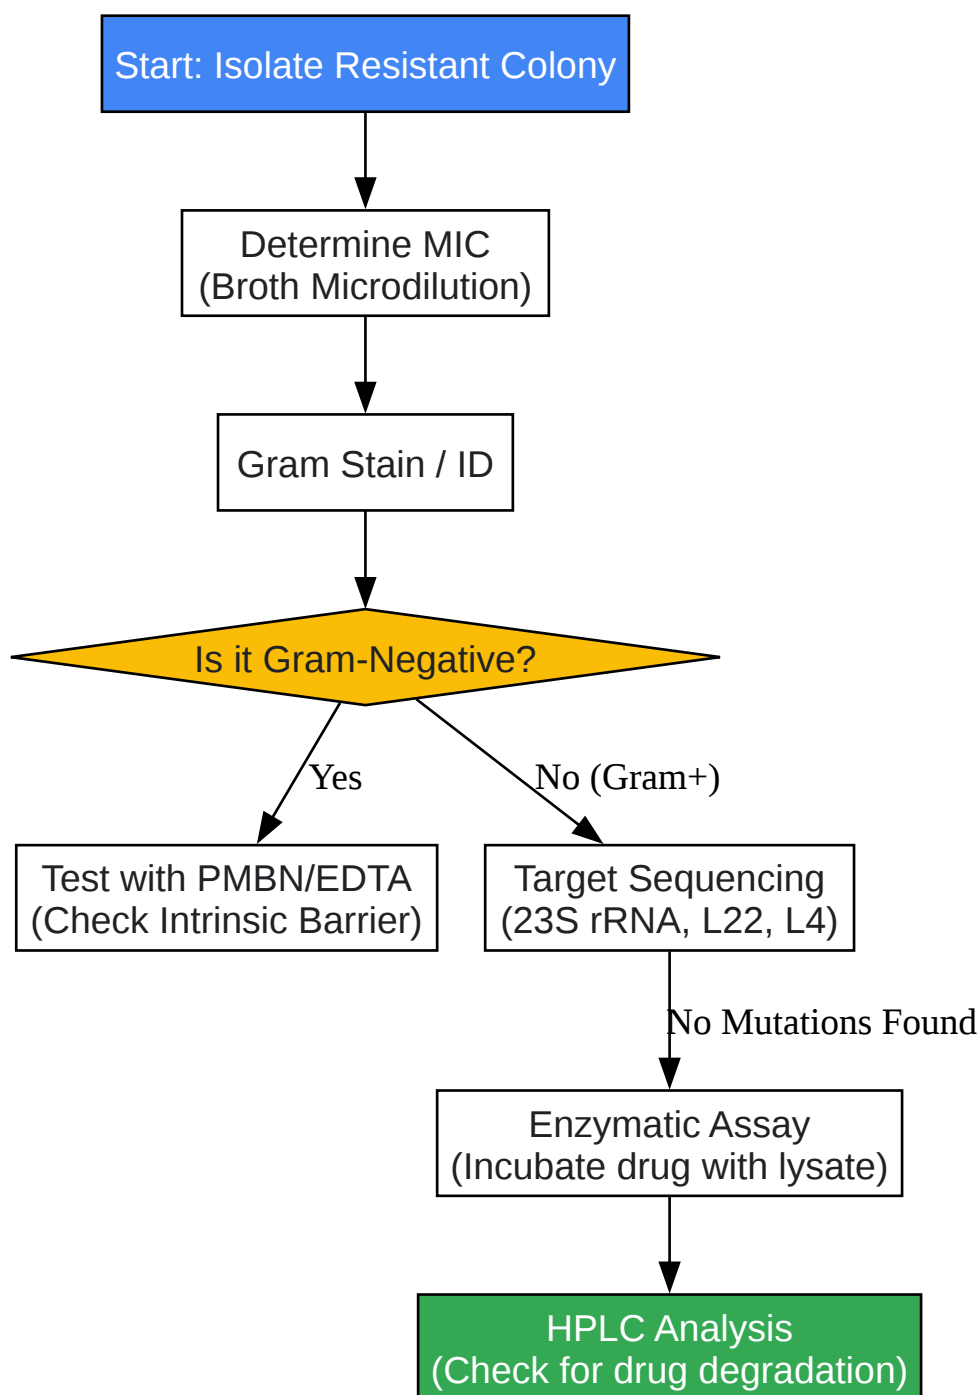 Start: Isolate Resistant Colony
Determine MIC
(Broth Microdilution)
Gram Stain / ID
Is it Gram-Negative?
Yes
No (Gram+)
Test with PMBN/EDTA
(Check Intrinsic Barrier)
Target Sequencing
(23S rRNA, L22, L4)
No Mutations Found
Enzymatic Assay
(Incubate drug with lysate)
HPLC Analysis
(Check for drug degradation)